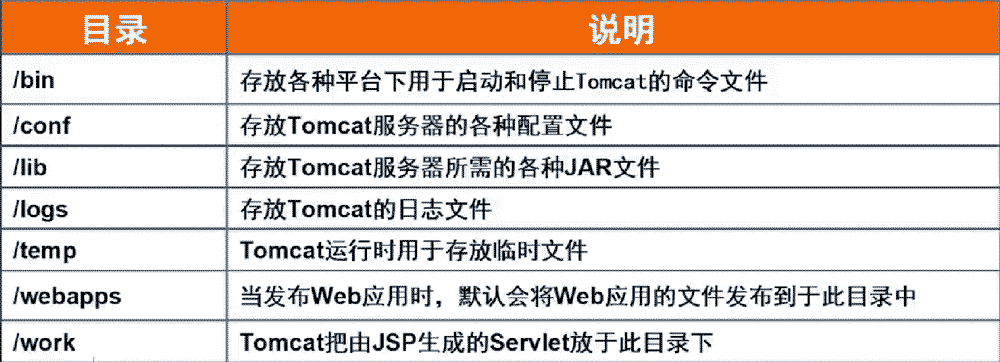 目录 说明
/bin 存放各种平台下用于启动和停止Tomcat的命令文件
/conf 存放Tomcat服务器的各种配置文件
/lib 存放Tomcat服务器所需的各种JAR文件
/logs 存放Tomcat的日志文件
/temp Tomcat运行时用于存放临时文件
/webapps 当发布Web应用时，默认会将Web应用的文件发布到于此目录中
/work Tomcat把由JSP生成的Servlet放于此目录下